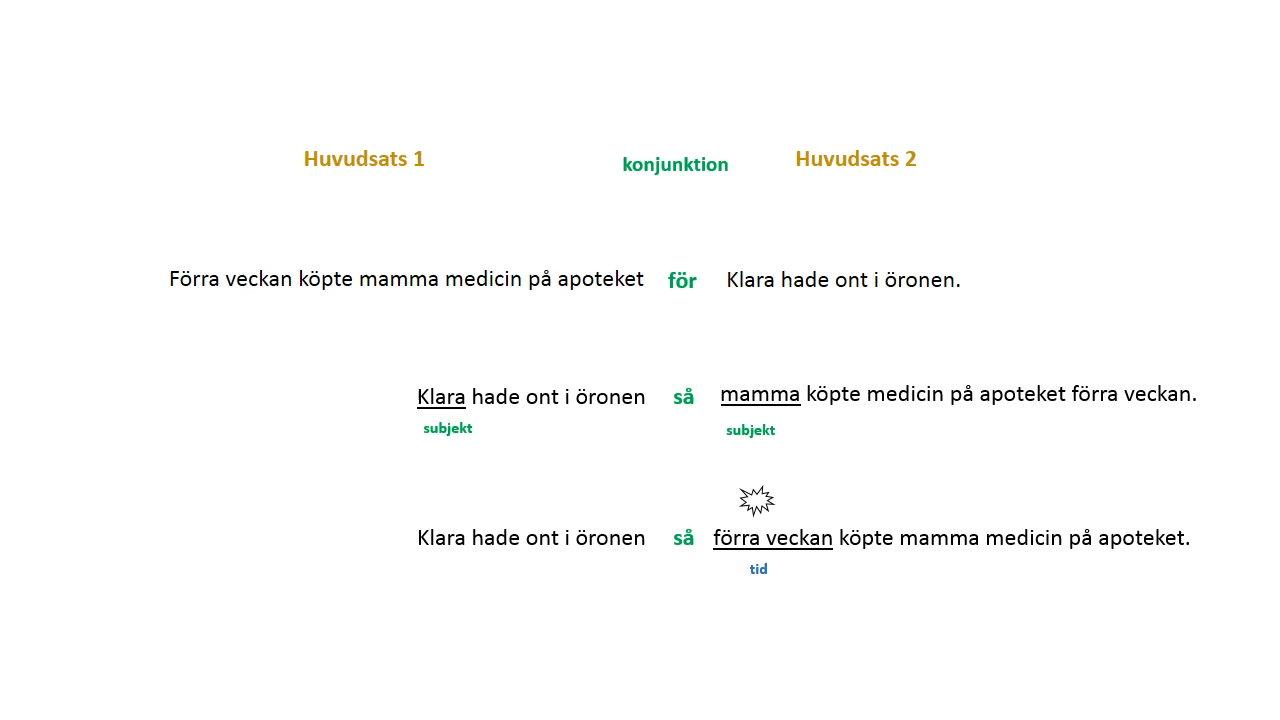 Huvudsats 1 konjunktion Huvudsats 2
Förra veckan köpte mamma medicin på apoteket för Klara hade ont i öronen.
Klara hade ont i öronen så mamma köpte medicin på apoteket förra veckan.
subjekt subjekt
Klara hade ont i öronen så förra veckan köpte mamma medicin på apoteket.
tid